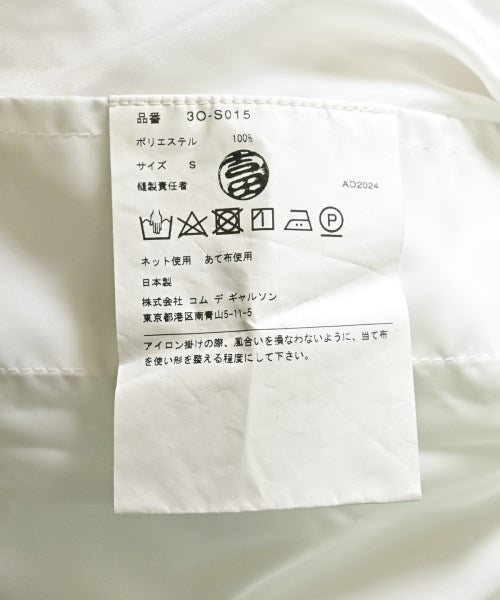 品番 3O-S015
ポリエステル 100%
サイズ S
縫製責任者
AD2024
ネット使用 あて布使用
日本製
株式会社 コム デ ギャルソン
東京都港区南青山5-11-5
アイロン掛けの際、風合いを損なわないように、当て布
を使い形を整える程度にして下さい。